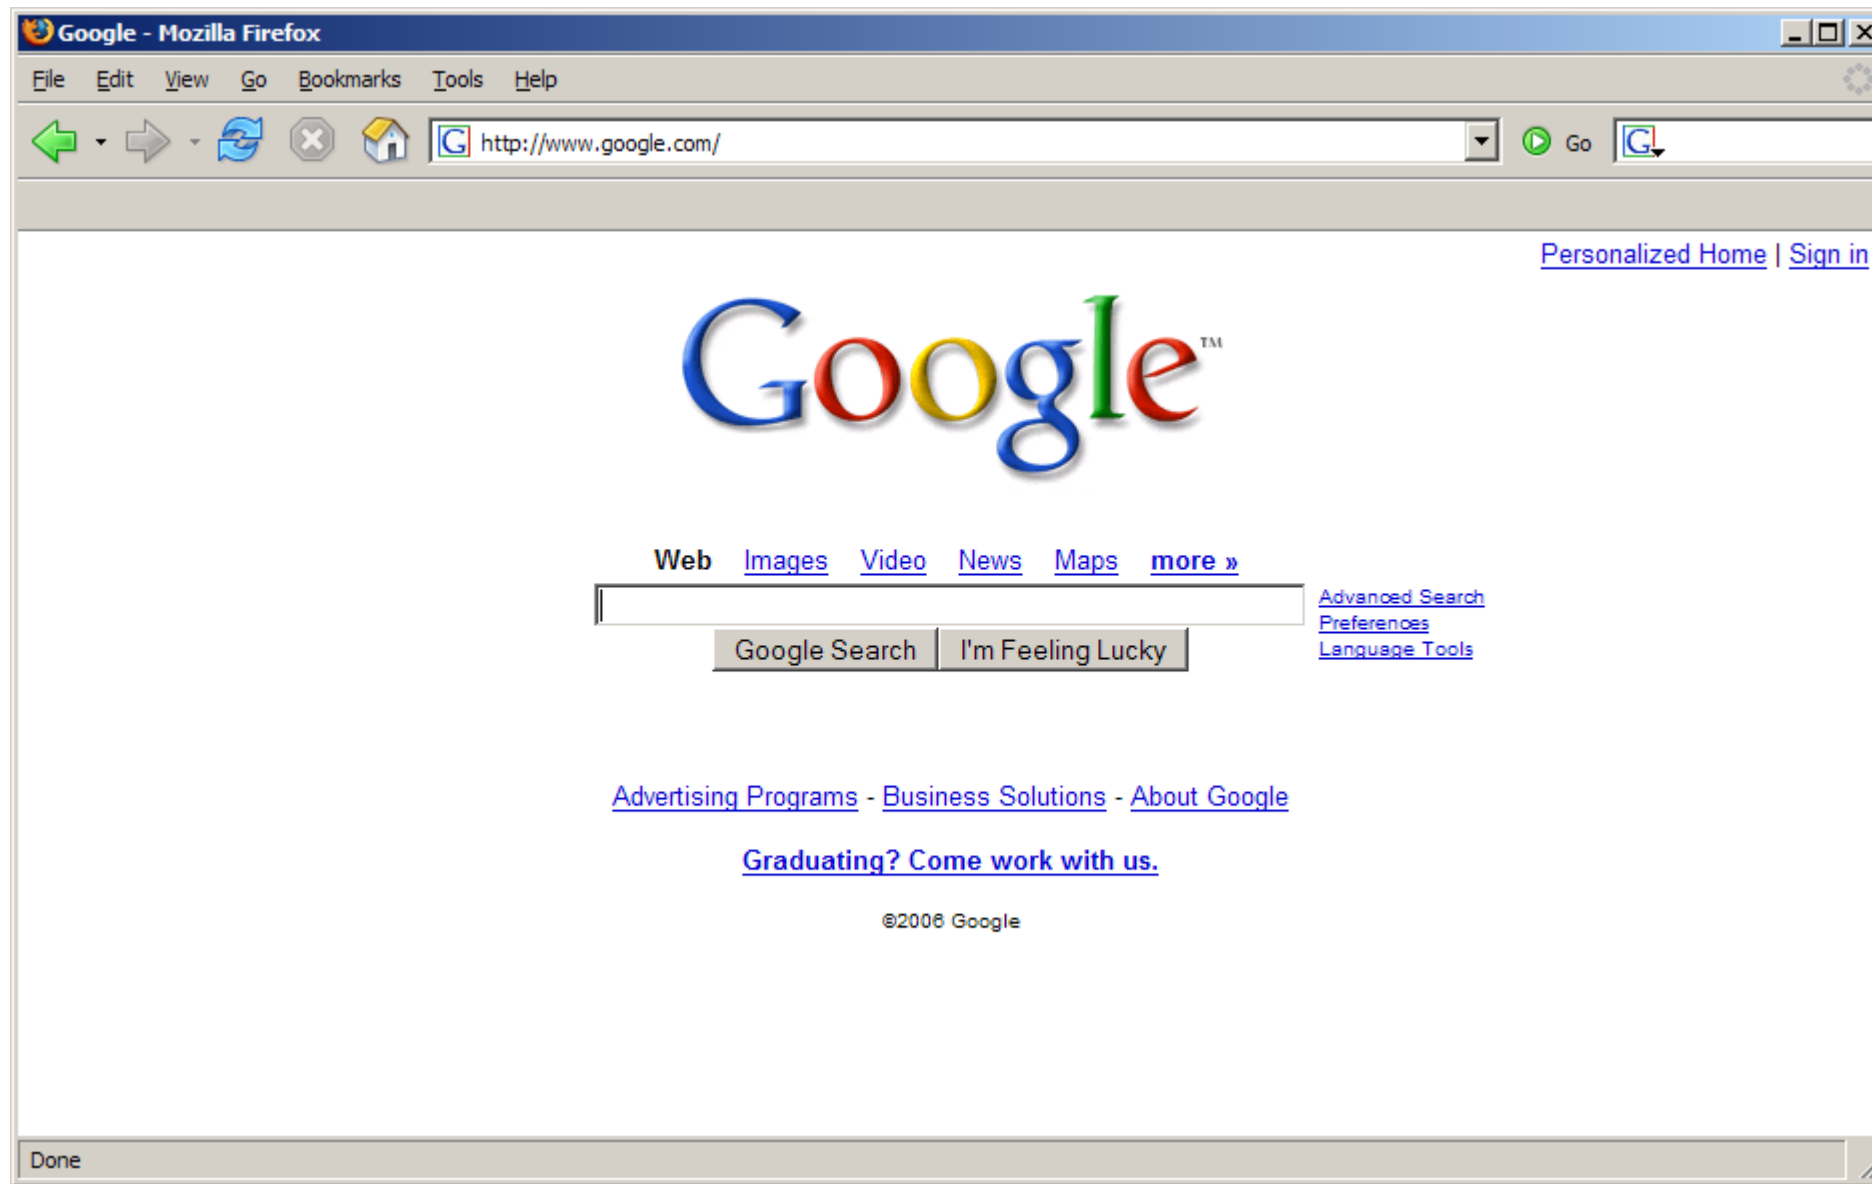 Google - Mozilla Firefox
File Edit View Go Bookmarks Tools Help
http://www.google.com/ Go
Personalized Home | Sign in
Google™
Web Images Video News Maps more »
Advanced Search
Preferences
Language Tools
Google Search I'm Feeling Lucky
Advertising Programs - Business Solutions - About Google
Graduating? Come work with us.
©2006 Google
Done